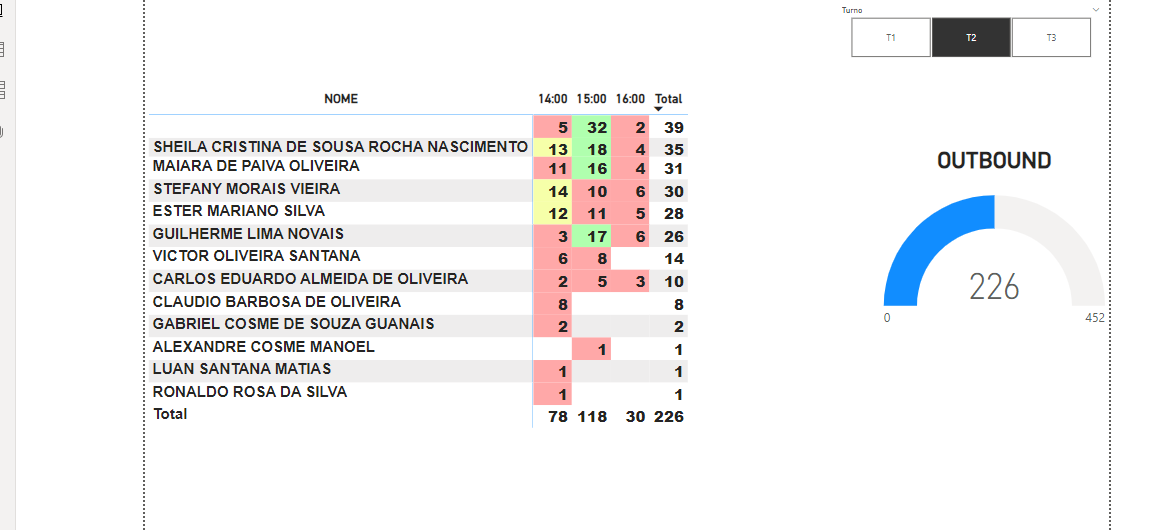 Turno
T1 T2 T3
NOME 14:00 15:00 16:00 Total
5 32 2 39
SHEILA CRISTINA DE SOUSA ROCHA NASCIMENTO 13 18 4 35
MAIARA DE PAIVA OLIVEIRA 11 16 4 31
STEFANY MORAIS VIEIRA 14 10 6 30
ESTER MARIANO SILVA 12 11 5 28
GUILHERME LIMA NOVAIS 3 17 6 26
VICTOR OLIVEIRA SANTANA 6 8 14
CARLOS EDUARDO ALMEIDA DE OLIVEIRA 2 5 3 10
CLAUDIO BARBOSA DE OLIVEIRA 8 8
GABRIEL COSME DE SOUZA GUANAIS 2 2
ALEXANDRE COSME MANOEL 1 1
LUAN SANTANA MATIAS 1 1
RONALDO ROSA DA SILVA 1 1
Total 78 118 30 226
OUTBOUND
226
0 452